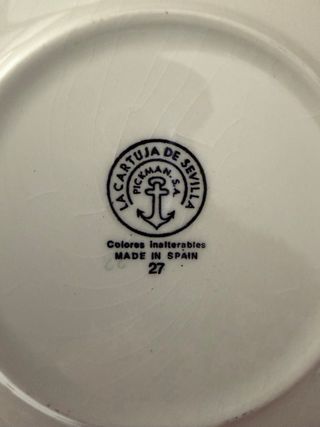 LA CARTUJA DE SEVILLA
PICKMAN. S.A
Colores inalterables
MADE IN SPAIN
27